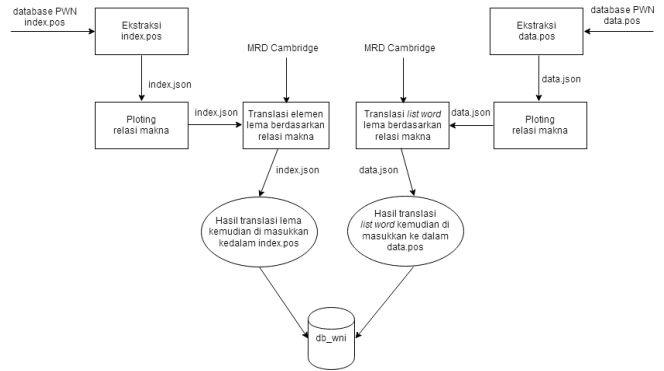 database PWN
index.pos
Ekstraksi
index.pos
Ekstraksi
data.pos
database PWN
data.pos
MRD Cambridge
MRD Cambridge
index.json
data.json
Ploting
relasi makna
index.json
Translasi elemen
lema berdasarkan
relasi makna
Translasi list word
lema berdasarkan
relasi makna
data.json
Ploting
relasi makna
index.json
data.json
Hasil translasi lema
kemudian di masukkan
kedalam index.pos
Hasil translasi
list word kemudian di
masukkan ke dalam
data.pos
db_wni